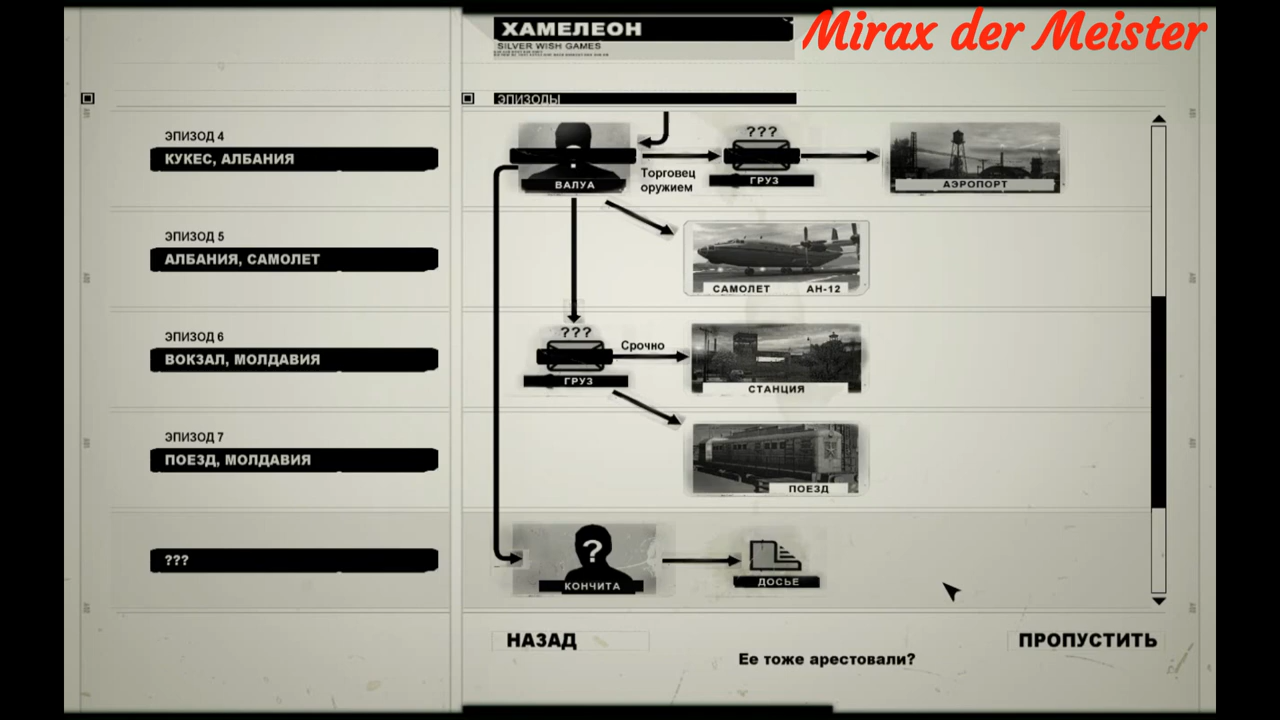 ХАМЕЛЕОН
Mirax der Meister
SILVER WISH GAMES
ЭПИЗОДЫ
ЭПИЗОД 4
КУКЕС, АЛБАНИЯ
ВАЛУА
Торговец
оружием
???
ГРУЗ
АЭРОПОРТ
ЭПИЗОД 5
АЛБАНИЯ, САМОЛЕТ
САМОЛЕТ АН-12
ЭПИЗОД 6
ВОКЗАЛ, МОЛДАВИЯ
???
ГРУЗ
Срочно
СТАНЦИЯ
ЭПИЗОД 7
ПОЕЗД, МОЛДАВИЯ
ПОЕЗД
???
?
КОНЧИТА
ДОСЬЕ
НАЗАД
ПРОПУСТИТЬ
Ее тоже арестовали?